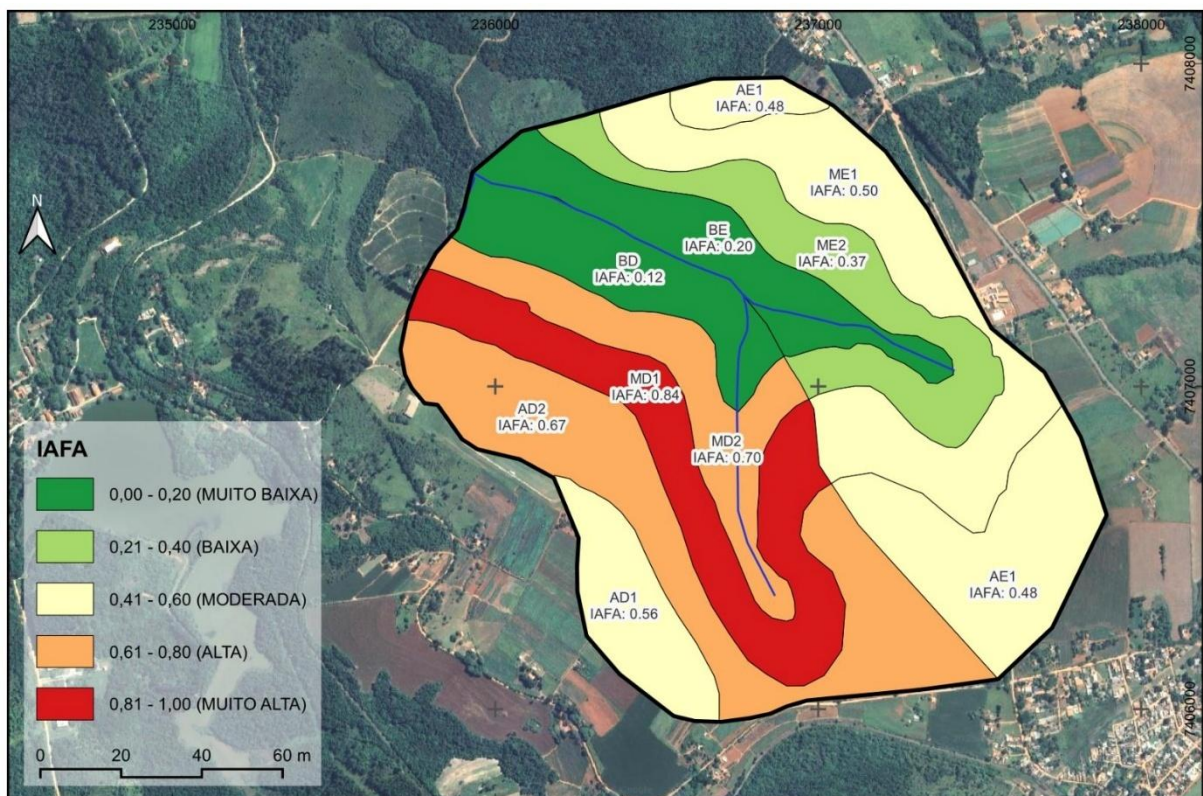 235000
236000
237000
238000
7408000
AE1
IAFA: 0.48
ME1
IAFA: 0.50
BE
IAFA: 0.20
ME2
IAFA: 0.37
BD
IAFA: 0.12
N
MD1
IAFA: 0.84
7407000
AD2
IAFA: 0.67
MD2
IAFA: 0.70
AE1
IAFA: 0.48
AD1
IAFA: 0.56
7406000
IAFA
0,00 - 0,20 (MUITO BAIXA)
0,21 - 0,40 (BAIXA)
0,41 - 0,60 (MODERADA)
0,61 - 0,80 (ALTA)
0,81 - 1,00 (MUITO ALTA)
0 20 40 60 m